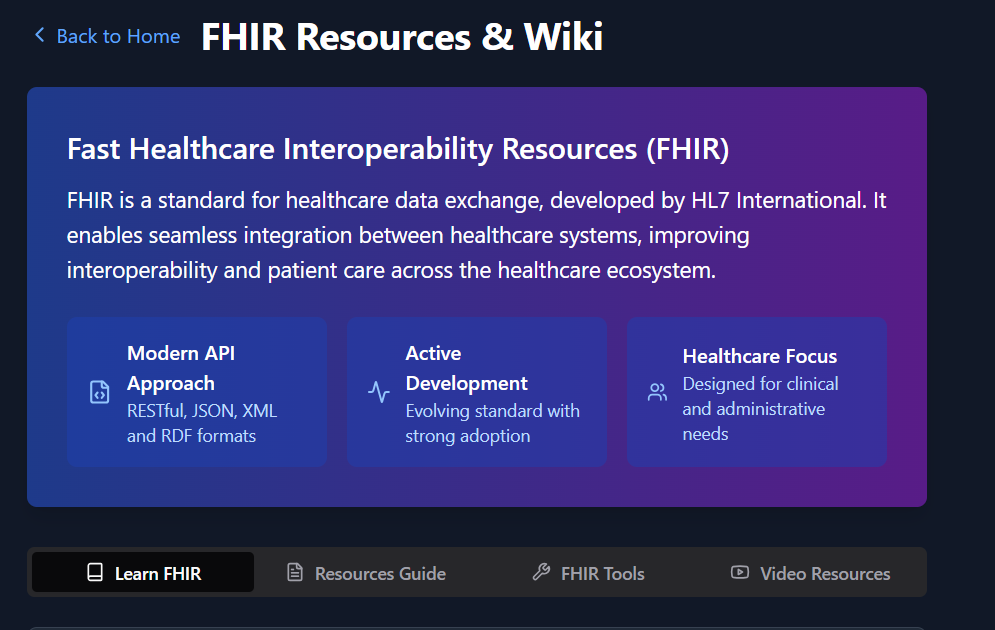 Back to Home
FHIR Resources & Wiki
Fast Healthcare Interoperability Resources (FHIR)
FHIR is a standard for healthcare data exchange, developed by HL7 International. It
enables seamless integration between healthcare systems, improving
interoperability and patient care across the healthcare ecosystem.
Modern API
Approach
RESTful, JSON, XML
and RDF formats
Active
Development
Evolving standard with
strong adoption
Healthcare Focus
Designed for clinical
and administrative
needs
Learn FHIR
Resources Guide
FHIR Tools
Video Resources